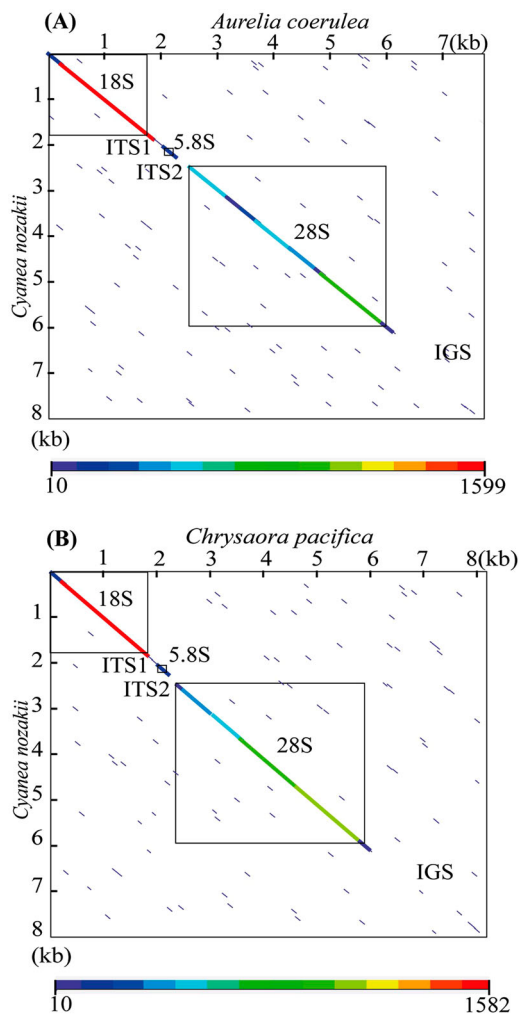 (A) Aurelia coerulea
1 2 3 4 5 6 7(kb)
18S
1
2
ITS1 5.8S
ITS2
3
28S
4
Cyanea nozakii
5
6
IGS
7
8
(kb)
10 1599
(B) Chrysaora pacifica
1 2 3 4 5 6 7 8(kb)
18S
1
2
ITS1 5.8S
ITS2
3
28S
4
Cyanea nozakii
5
6
IGS
7
8
(kb)
10 1582